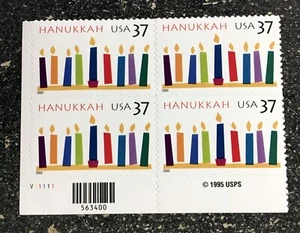 HANUKKAH USA 37 HANUKKAH USA 37
HANUKKAH USA 37 HANUKKAH USA 37
V 1111
563400
© 1995 USPS